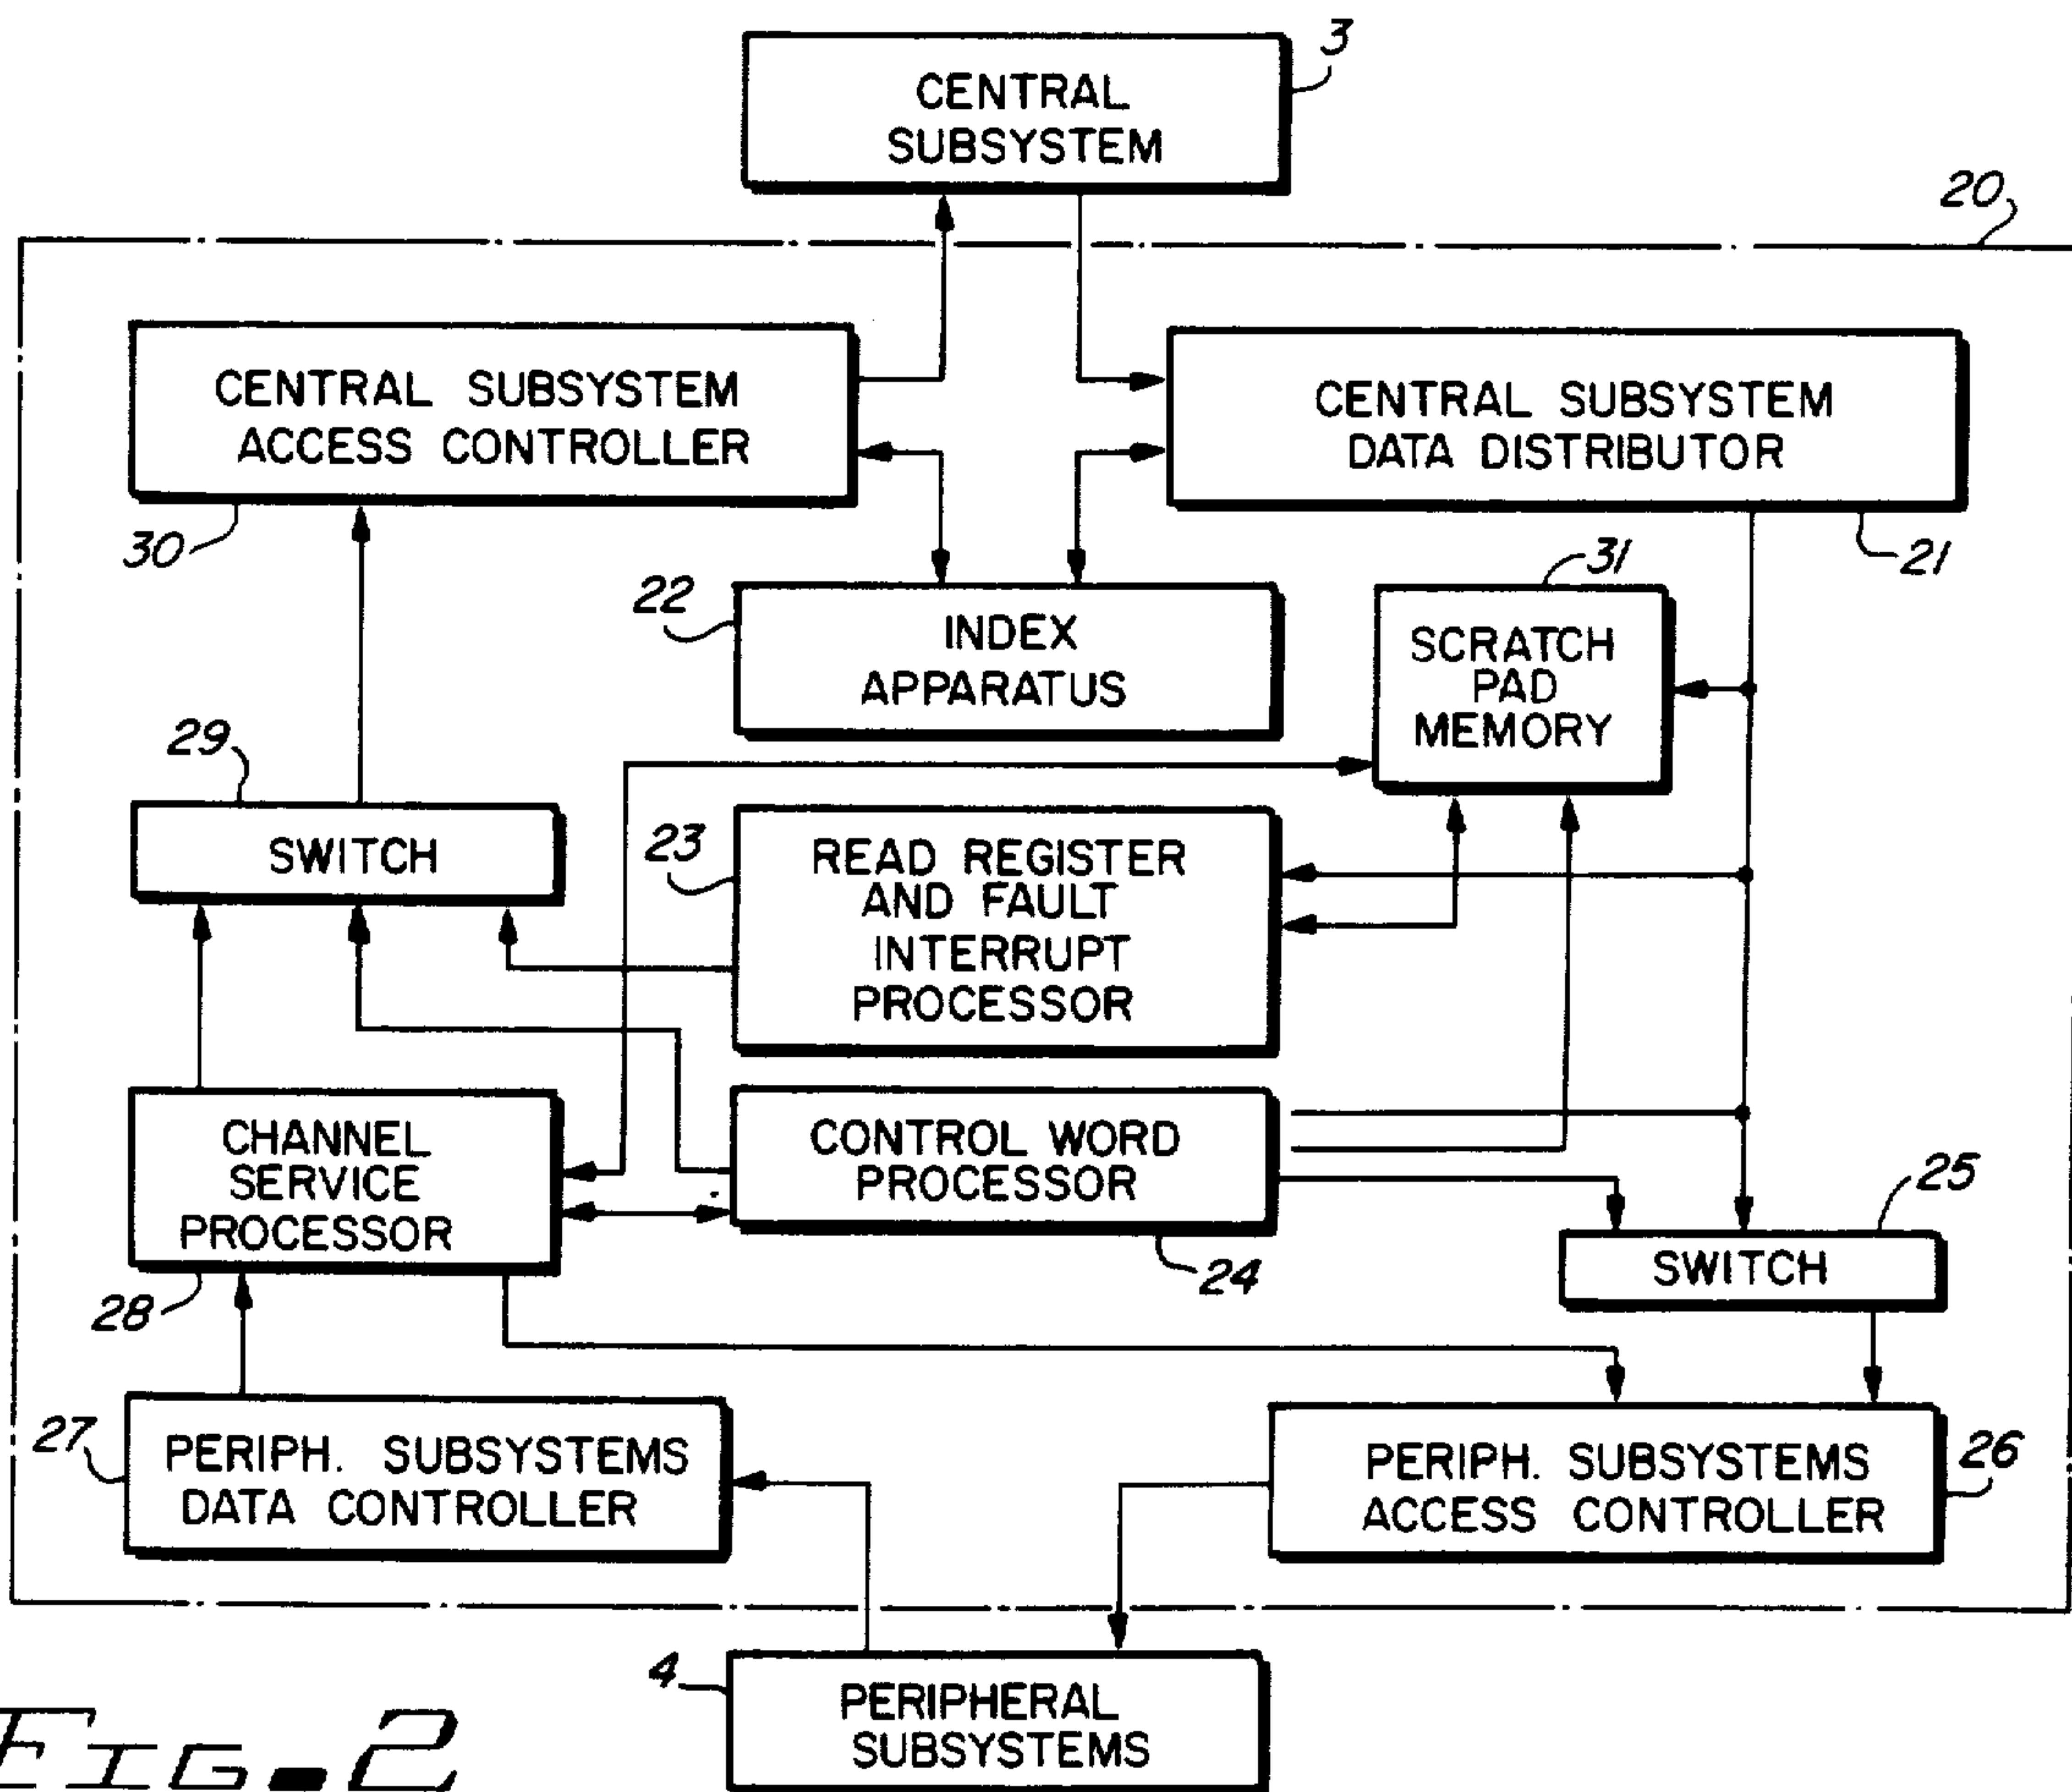 3
CENTRAL
SUBSYSTEM
20
CENTRAL SUBSYSTEM
ACCESS CONTROLLER
30
CENTRAL SUBSYSTEM
DATA DISTRIBUTOR
21
22
INDEX
APPARATUS
31
SCRATCH
PAD
MEMORY
29
SWITCH
23
READ REGISTER
AND FAULT
INTERRUPT
PROCESSOR
CHANNEL
SERVICE
PROCESSOR
28
CONTROL WORD
PROCESSOR
24
25
SWITCH
27
PERIPH. SUBSYSTEMS
DATA CONTROLLER
PERIPH. SUBSYSTEMS
ACCESS CONTROLLER
26
4
PERIPHERAL
SUBSYSTEMS
FIG-2